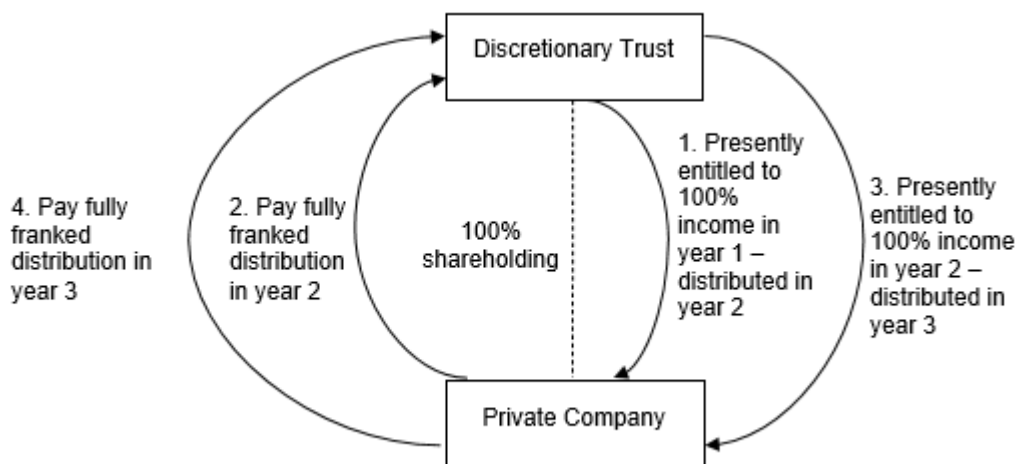 Discretionary Trust
4. Pay fully
franked
distribution in
year 3
2. Pay fully
franked
distribution
in year 2
100%
shareholding
1. Presently
entitled to
100%
income in
year 1 –
distributed in
year 2
3. Presently
entitled to
100% income
in year 2 –
distributed in
year 3
Private Company